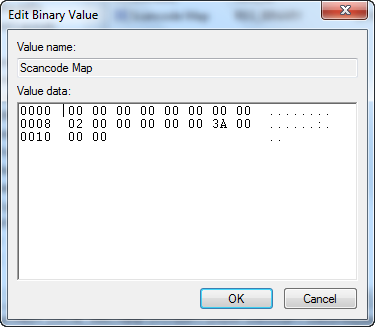 Edit Binary Value
Value name:
Scancode Map
Value data:
0000 00 00 00 00 00 00 00 00 ........
0008 02 00 00 00 00 00 3A 00 ......:.
0010 00 00 ..
OK Cancel